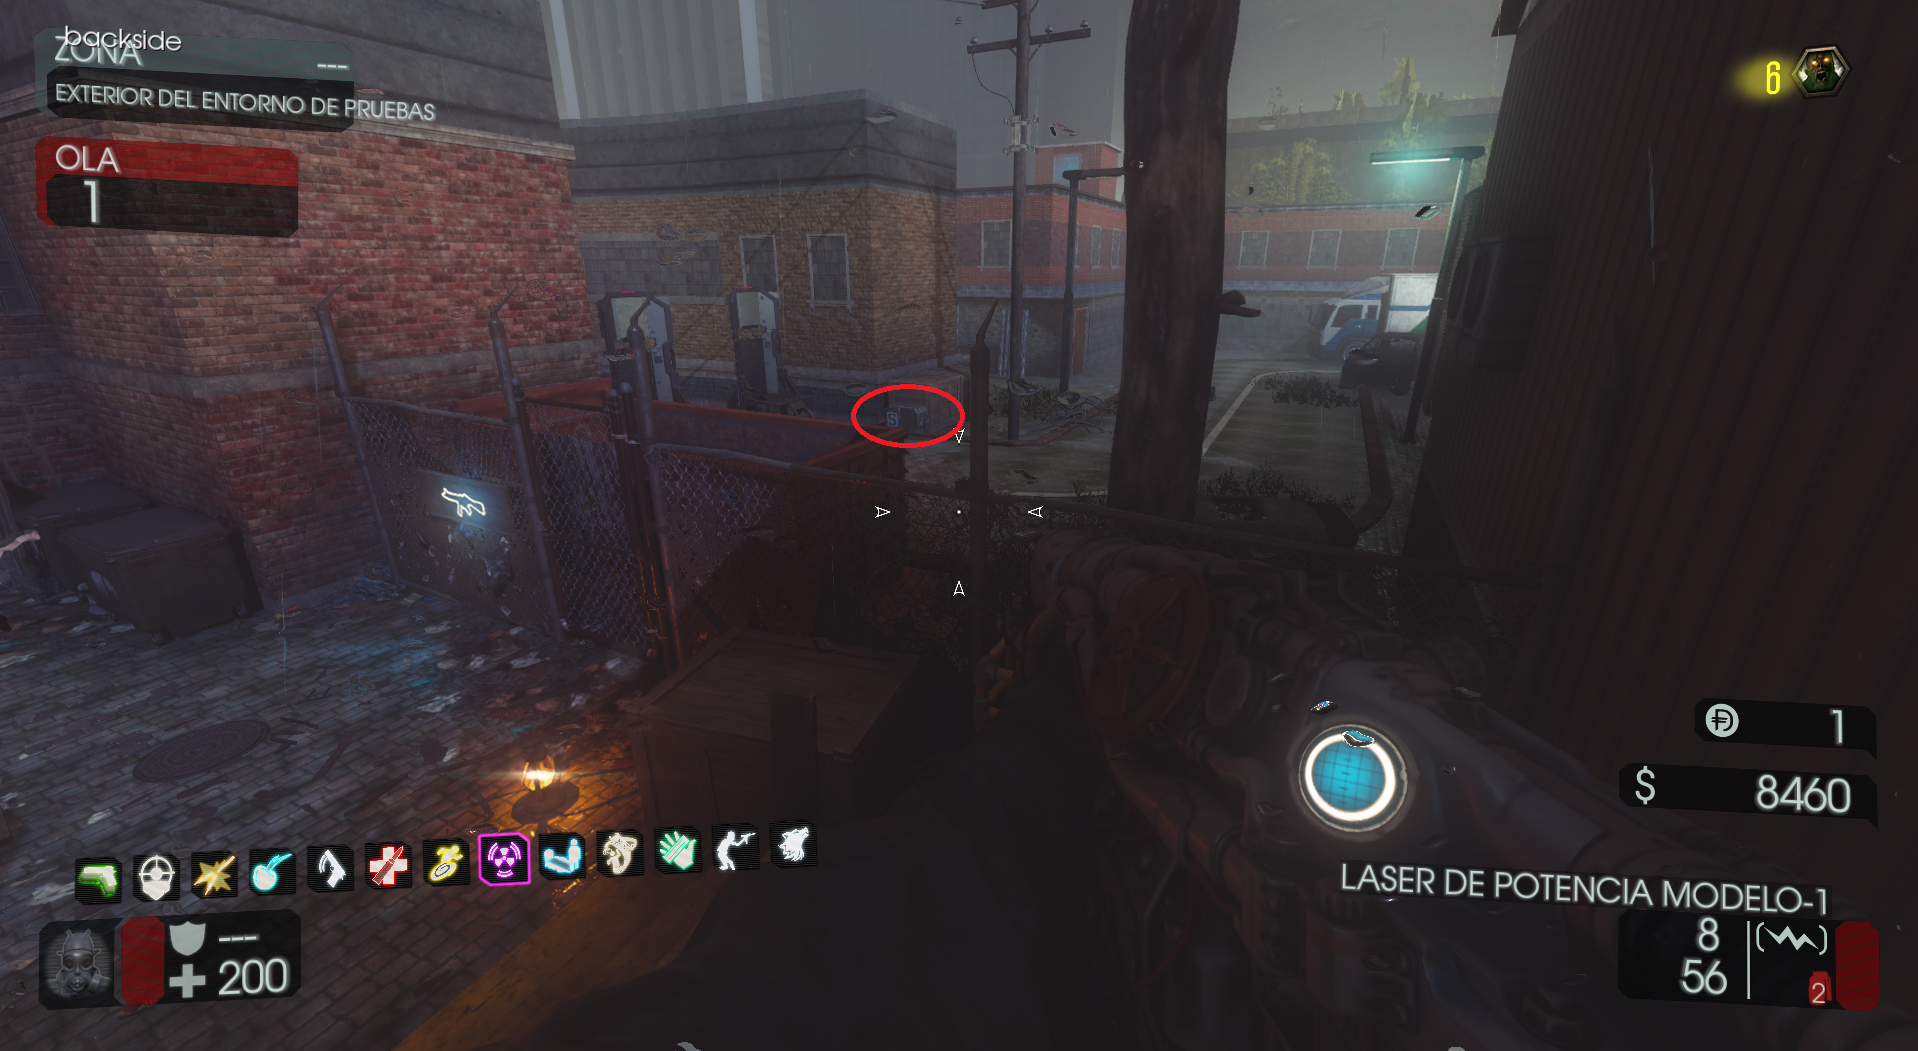 backside
ZONA ---
EXTERIOR DEL ENTORNO DE PRUEBAS
OLA
1
6
S
1
$ 8460
LASER DE POTENCIA MODELO-1
8
56
2
---
200